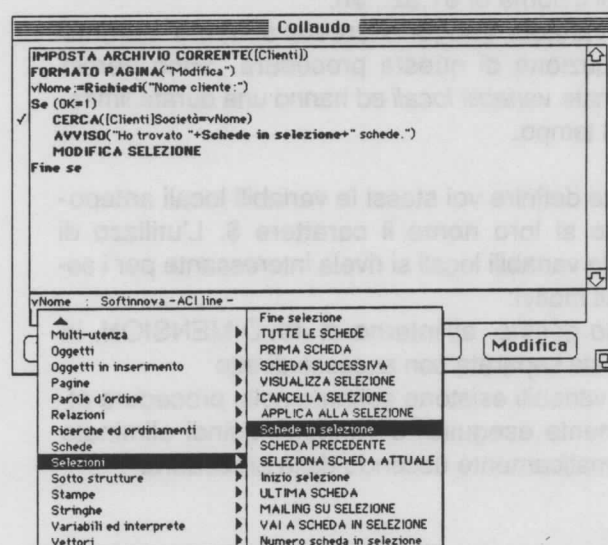 Collaudo
IMPOSTA ARCHIVIO CORRENTE([Clienti])
FORMATO PAGINA("Modifica")
vNome:=Richiedi("Nome cliente:")
Se (OK=1)
✓ CERCA([Clienti]Società=vNome)
AVVISO("Ho trovato "+Schede in selezione+" schede.")
MODIFICA SELEZIONE
Fine se
vNome : Softinnova -ACI line -
Modifica
Multi-utenza
Oggetti
Oggetti in inserimento
Pagine
Parole d'ordine
Relazioni
Ricerche ed ordinamenti
Schede
Selezioni
Sotto strutture
Stampe
Stringhe
Variabili ed interprete
Vettori
Fine selezione
TUTTE LE SCHEDE
PRIMA SCHEDA
SCHEDA SUCCESSIVA
VISUALIZZA SELEZIONE
CANCELLA SELEZIONE
APPLICA ALLA SELEZIONE
Schede in selezione
SCHEDA PRECEDENTE
SELEZIONA SCHEDA ATTUALE
Inizio selezione
ULTIMA SCHEDA
MAILING SU SELEZIONE
VAI A SCHEDA IN SELEZIONE
Numero scheda in selezione